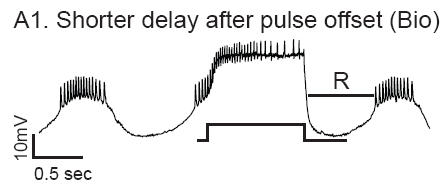 A1. Shorter delay after pulse offset (Bio)
R
10mV
0.5 sec